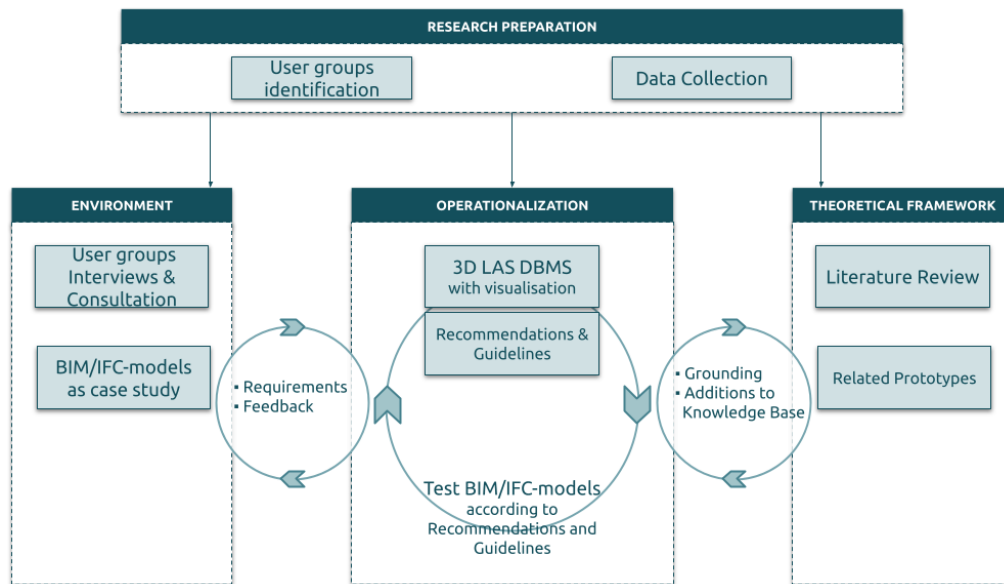 RESEARCH PREPARATION
User groups
identification
Data Collection
ENVIRONMENT
User groups
Interviews &
Consultation
BIM/IFC-models
as case study
▪ Requirements
▪ Feedback
OPERATIONALIZATION
3D LAS DBMS
with visualisation
Recommendations &
Guidelines
Test BIM/IFC-models
according to
Recommendations and
Guidelines
▪ Grounding
▪ Additions to
Knowledge Base
THEORETICAL FRAMEWORK
Literature Review
Related Prototypes